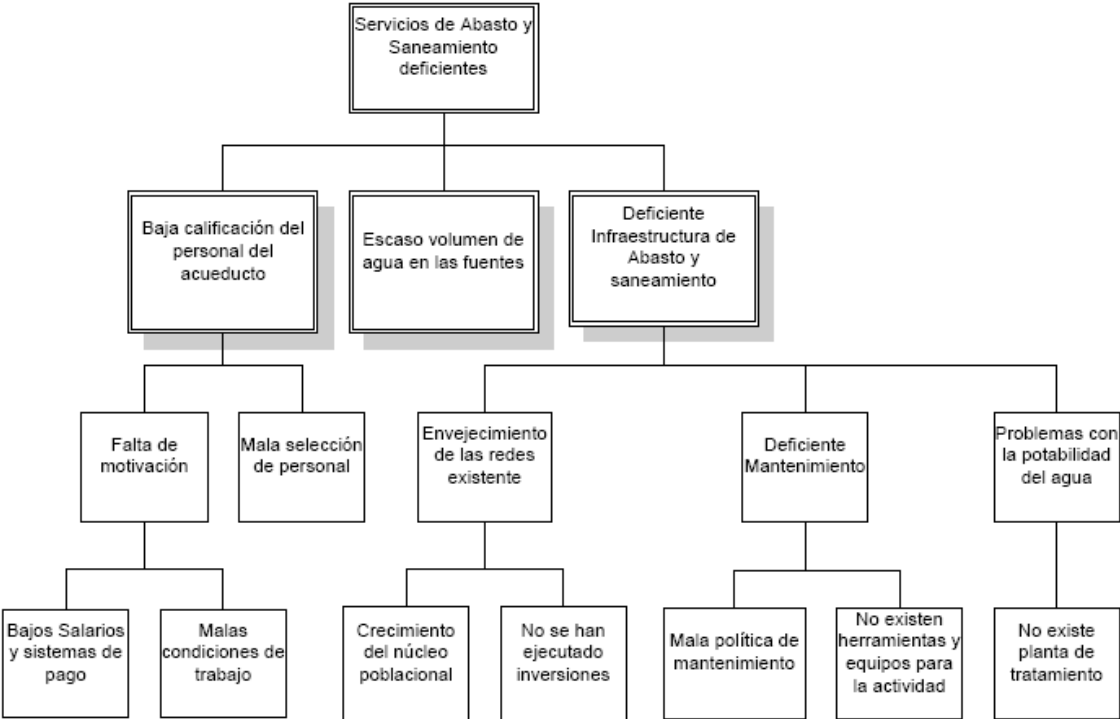 Servicios de Abasto y
Saneamiento
deficientes
Baja calificación del
personal del
acueducto
Escaso volumen de
agua en las fuentes
Deficiente
Infraestructura de
Abasto y
saneamiento
Falta de
motivación
Mala selección
de personal
Envejecimiento
de las redes
existente
Deficiente
Mantenimiento
Problemas con
la potabilidad
del agua
Bajos Salarios
y sistemas de
pago
Malas
condiciones de
trabajo
Crecimiento
del núcleo
poblacional
No se han
ejecutado
inversiones
Mala política de
mantenimiento
No existen
herramientas y
equipos para
la actividad
No existe
planta de
tratamiento